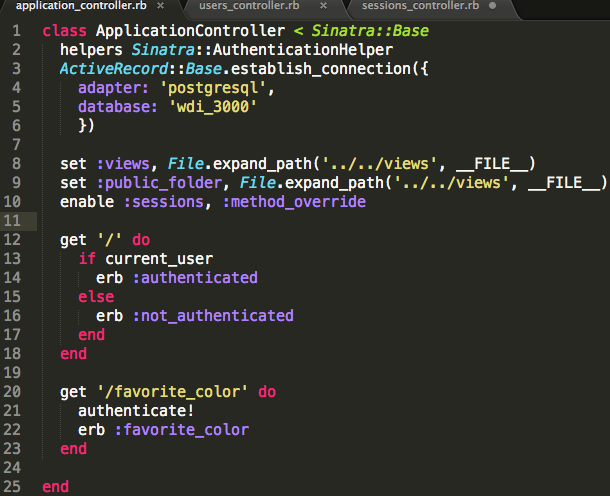 application_controller.rb × users_controller.rb × sessions_controller.rb
1 class ApplicationController < Sinatra::Base
2   helpers Sinatra::AuthenticationHelper
3   ActiveRecord::Base.establish_connection({
4     adapter: 'postgresql',
5     database: 'wdi_3000'
6     })
7
8   set :views, File.expand_path('../../views', __FILE__)
9   set :public_folder, File.expand_path('../../views', __FILE__)
10   enable :sessions, :method_override
11
12   get '/' do
13     if current_user
14       erb :authenticated
15     else
16       erb :not_authenticated
17     end
18   end
19
20   get '/favorite_color' do
21     authenticate!
22     erb :favorite_color
23   end
24
25 end